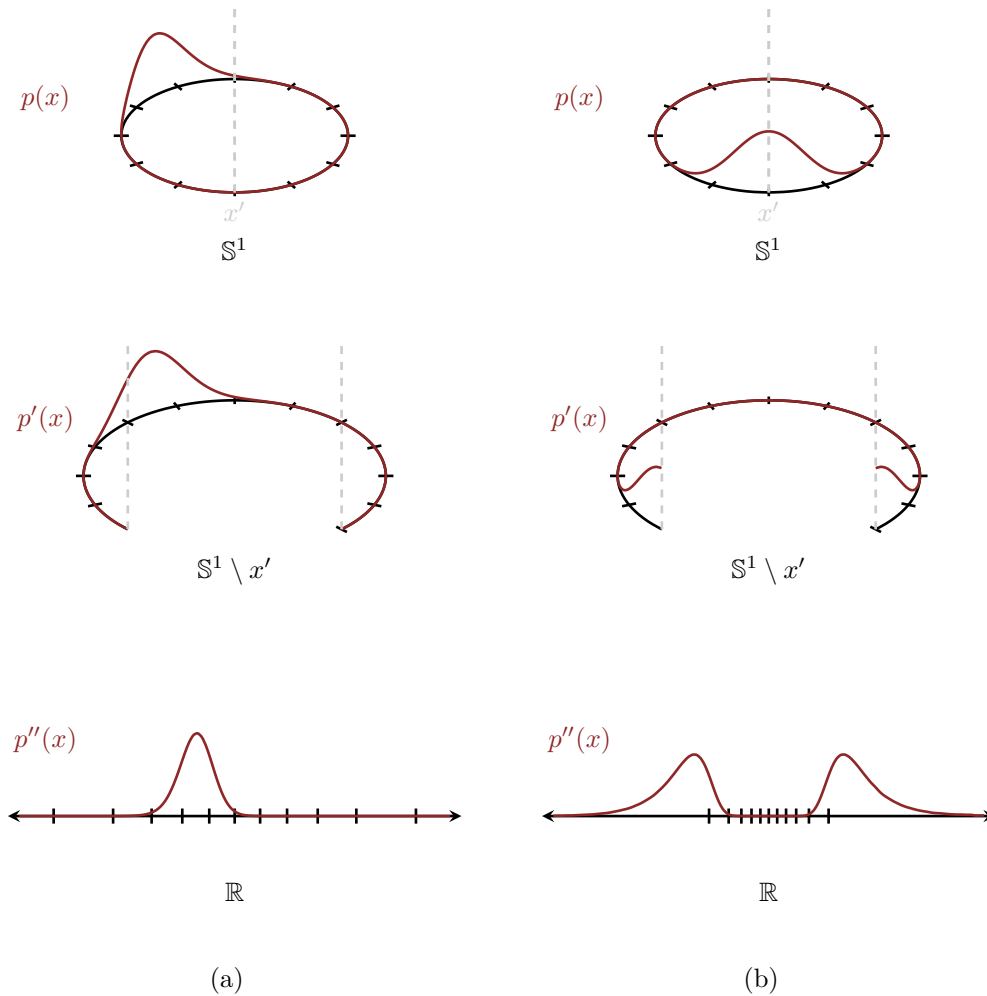 p(x)
p(x)
x′
x′
𝕊¹
𝕊¹
p′(x)
p′(x)
𝕊¹ \ x′
𝕊¹ \ x′
p′′(x)
p′′(x)
ℝ
ℝ
(a)
(b)